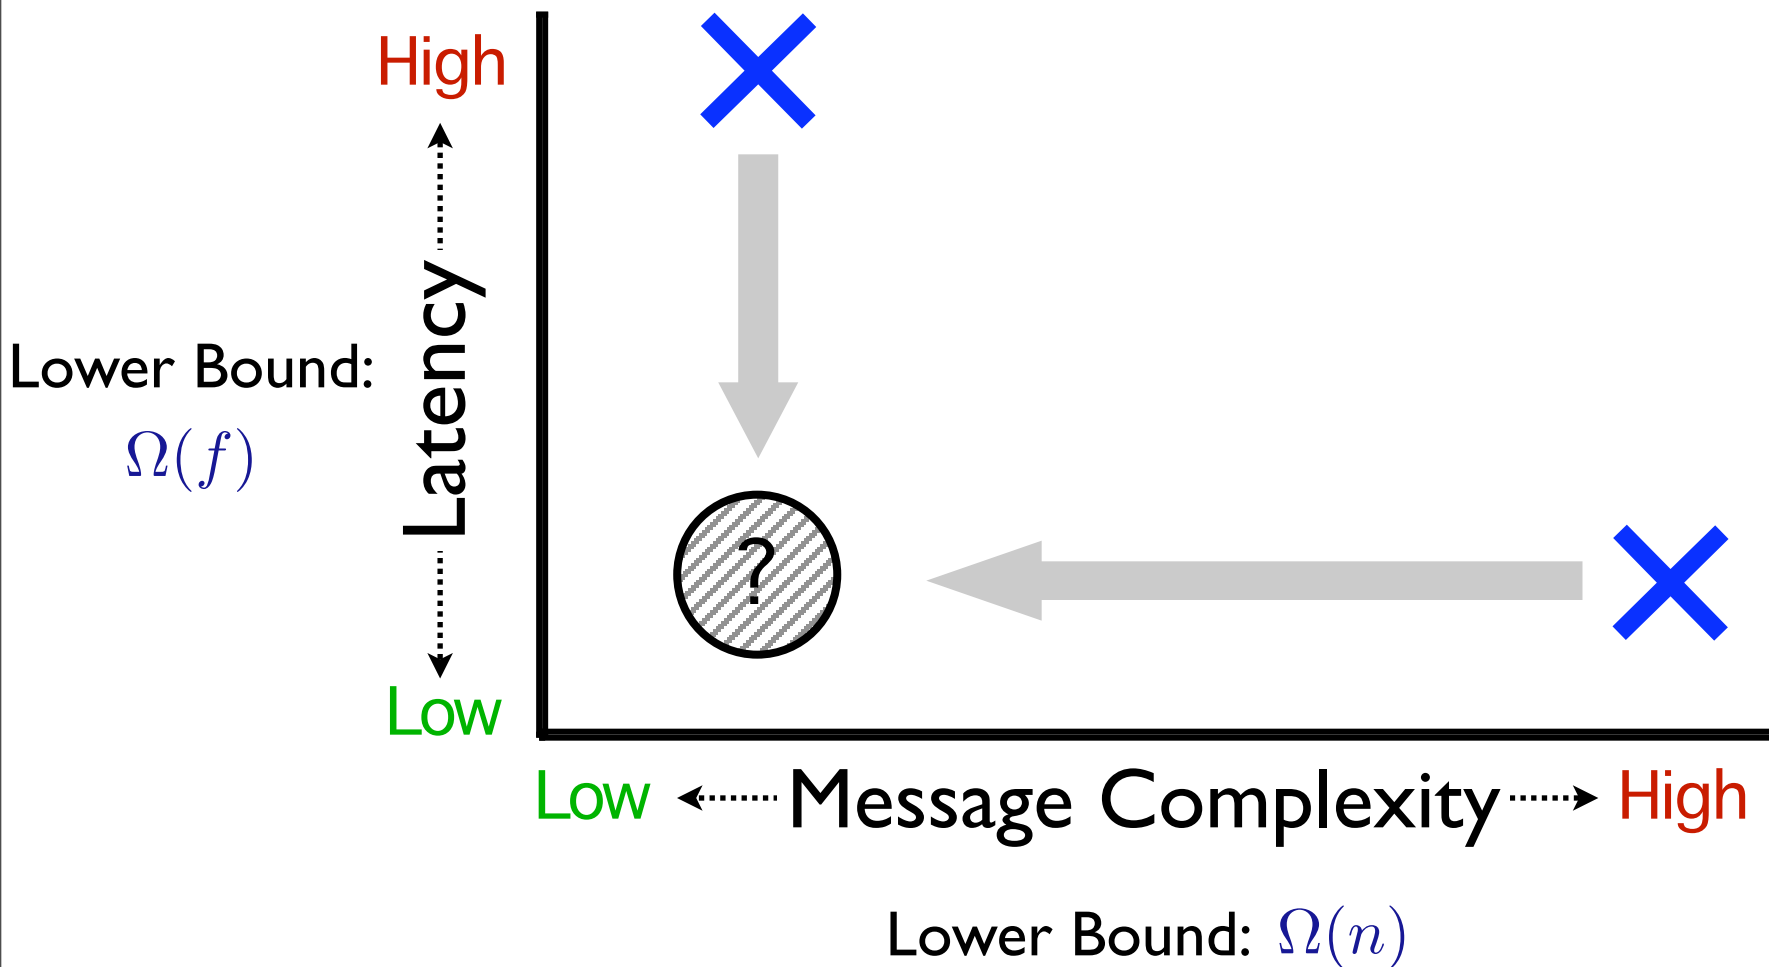 High
Latency
Lower Bound:
Ω(f)
?
Low
Low
Message Complexity
High
Lower Bound: Ω(n)